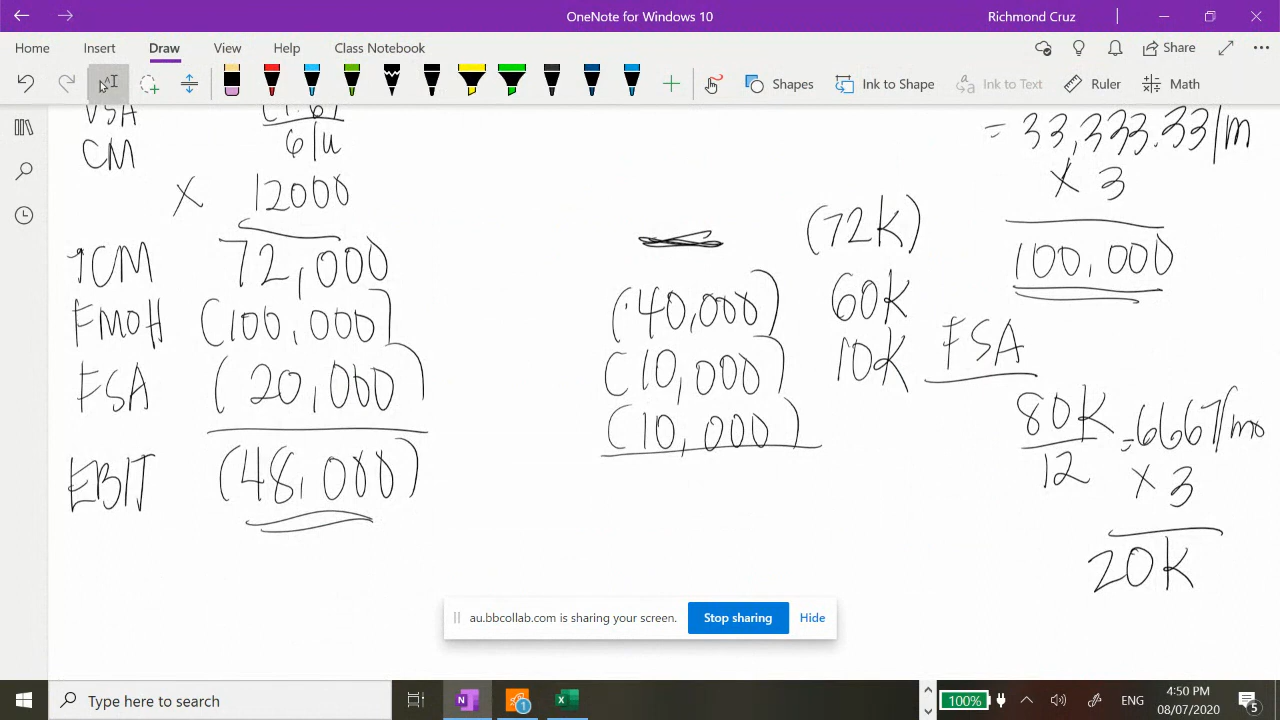 OneNote for Windows 10
Richmond Cruz
Home Insert Draw View Help Class Notebook
Share
Shapes Ink to Shape Ink to Text Ruler Math
VSA
CM 6/u
X 12000
TCM 72,000
FMOH (100,000)
FSA (20,000)
EBIT (48,000)
(40,000)
(10,000)
(10,000)
(72K)
60K
10K
= 33,333.33/m
X 3
100,000
FSA
80K = 6667/mo
12 X 3
20K
au.bbcollab.com is sharing your screen. Stop sharing Hide
Type here to search
1
100% ENG 4:50 PM
08/07/2020
5